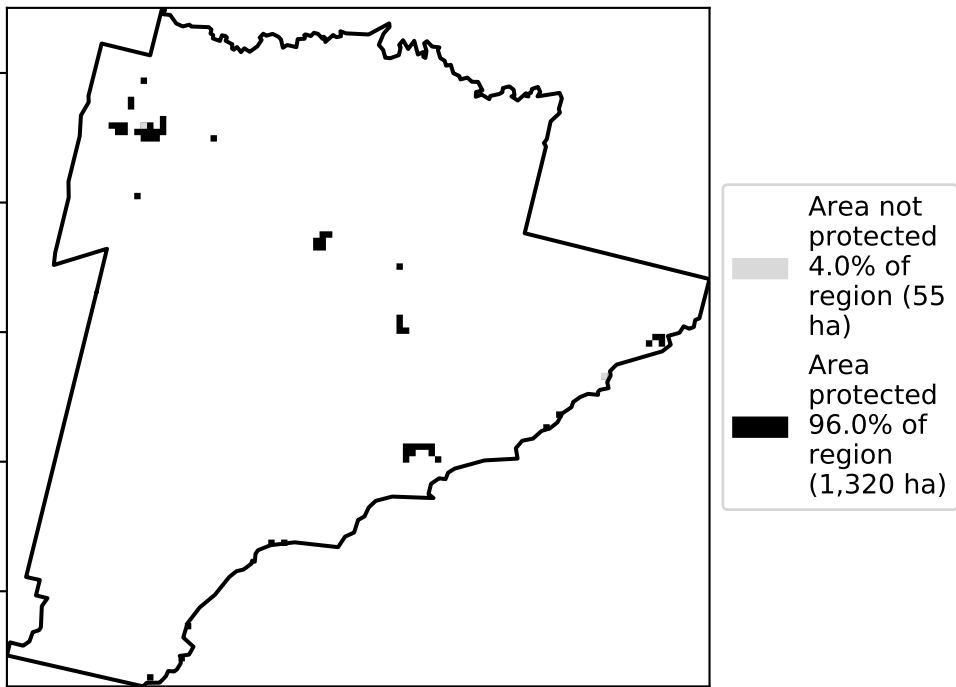 Area not
protected
4.0% of
region (55
ha)
Area
protected
96.0% of
region
(1,320 ha)